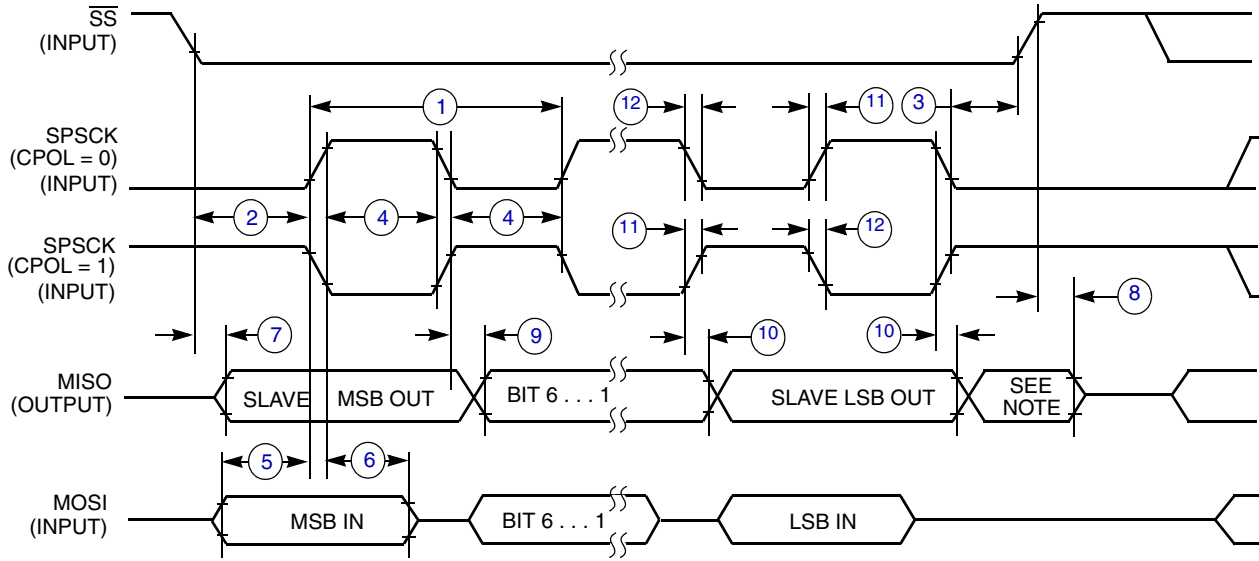 SS
(INPUT)
1
12
11
3
SPSCK
(CPOL = 0)
(INPUT)
2
4
4
11
12
SPSCK
(CPOL = 1)
(INPUT)
8
7
9
10
10
MISO
(OUTPUT)
SLAVE
MSB OUT
BIT 6 . . . 1
SLAVE LSB OUT
SEE
NOTE
5
6
MOSI
(INPUT)
MSB IN
BIT 6 . . . 1
LSB IN